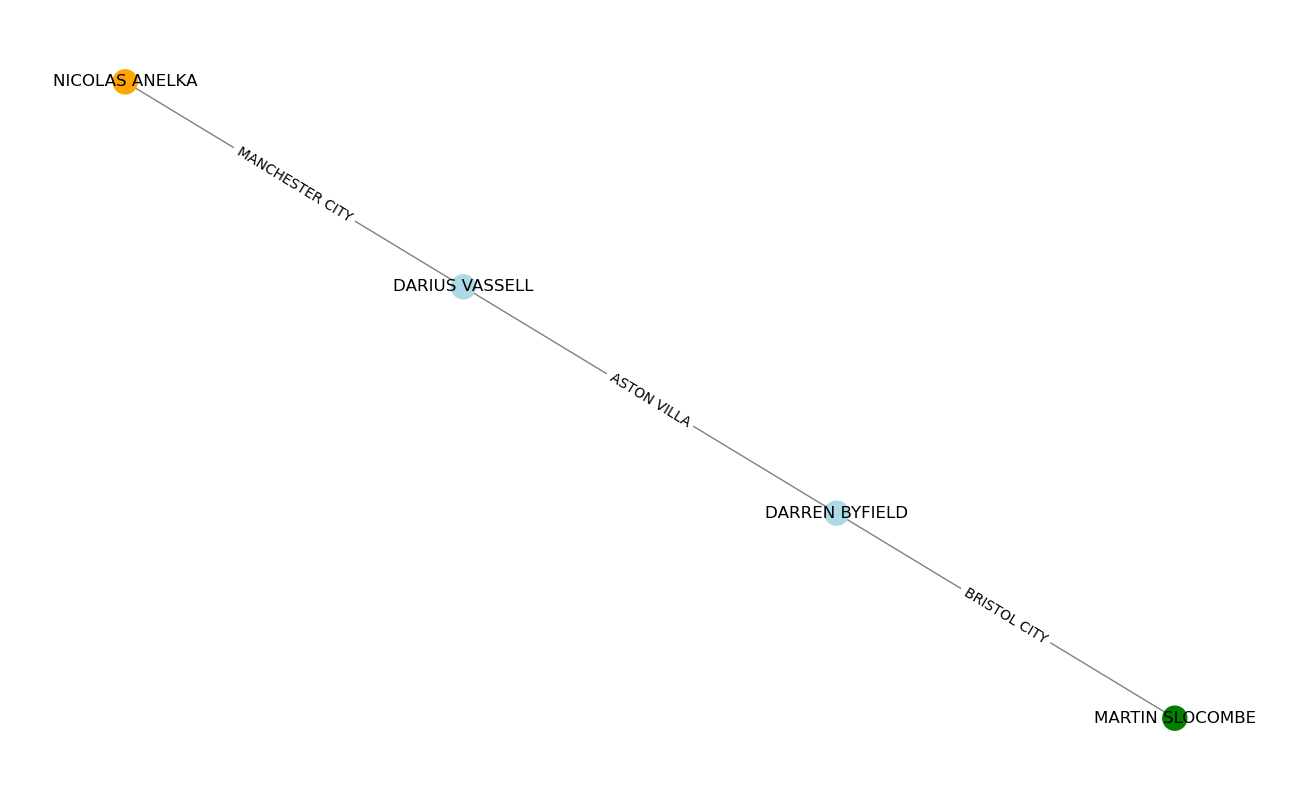 NICOLAS ANELKA
MANCHESTER CITY
DARIUS VASSELL
ASTON VILLA
DARREN BYFIELD
BRISTOL CITY
MARTIN SLOCOMBE